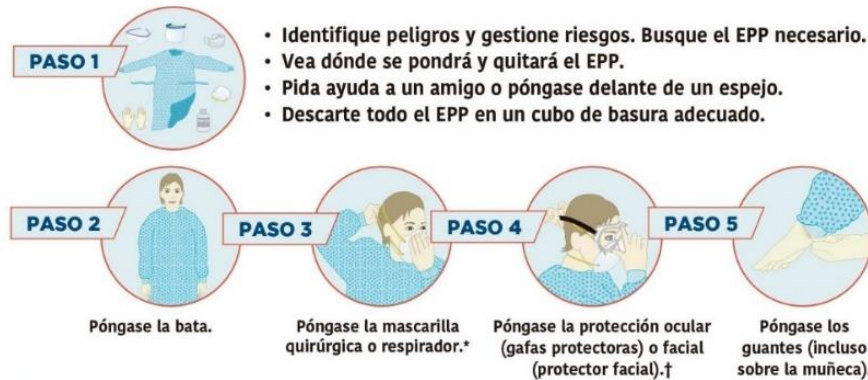 PASO 1
• Identifique peligros y gestione riesgos. Busque el EPP necesario.
• Vea dónde se pondrá y quitará el EPP.
• Pida ayuda a un amigo o póngase delante de un espejo.
• Descarte todo el EPP en un cubo de basura adecuado.
PASO 2
Póngase la bata.
PASO 3
Póngase la mascarilla
quirúrgica o respirador.*
PASO 4
Póngase la protección ocular
(gafas protectoras) o facial
(protector facial).†
PASO 5
Póngase los
guantes (incluso
sobre la muñeca)